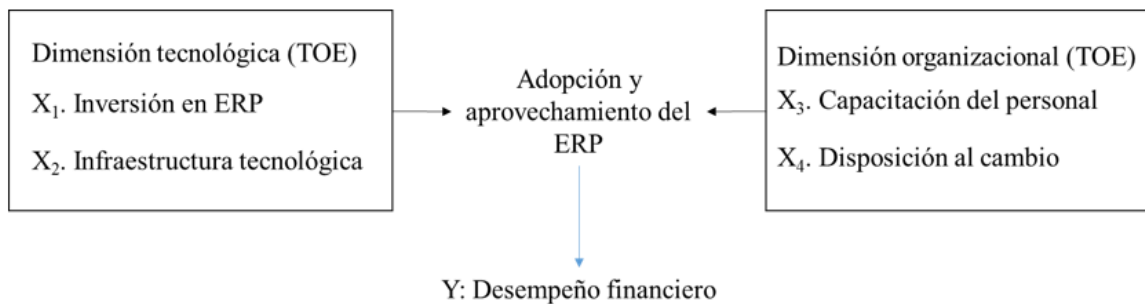 Dimensión tecnológica (TOE)
X₁. Inversión en ERP
X₂. Infraestructura tecnológica
Adopción y
aprovechamiento del
ERP
Dimensión organizacional (TOE)
X₃. Capacitación del personal
X₄. Disposición al cambio
Y: Desempeño financiero